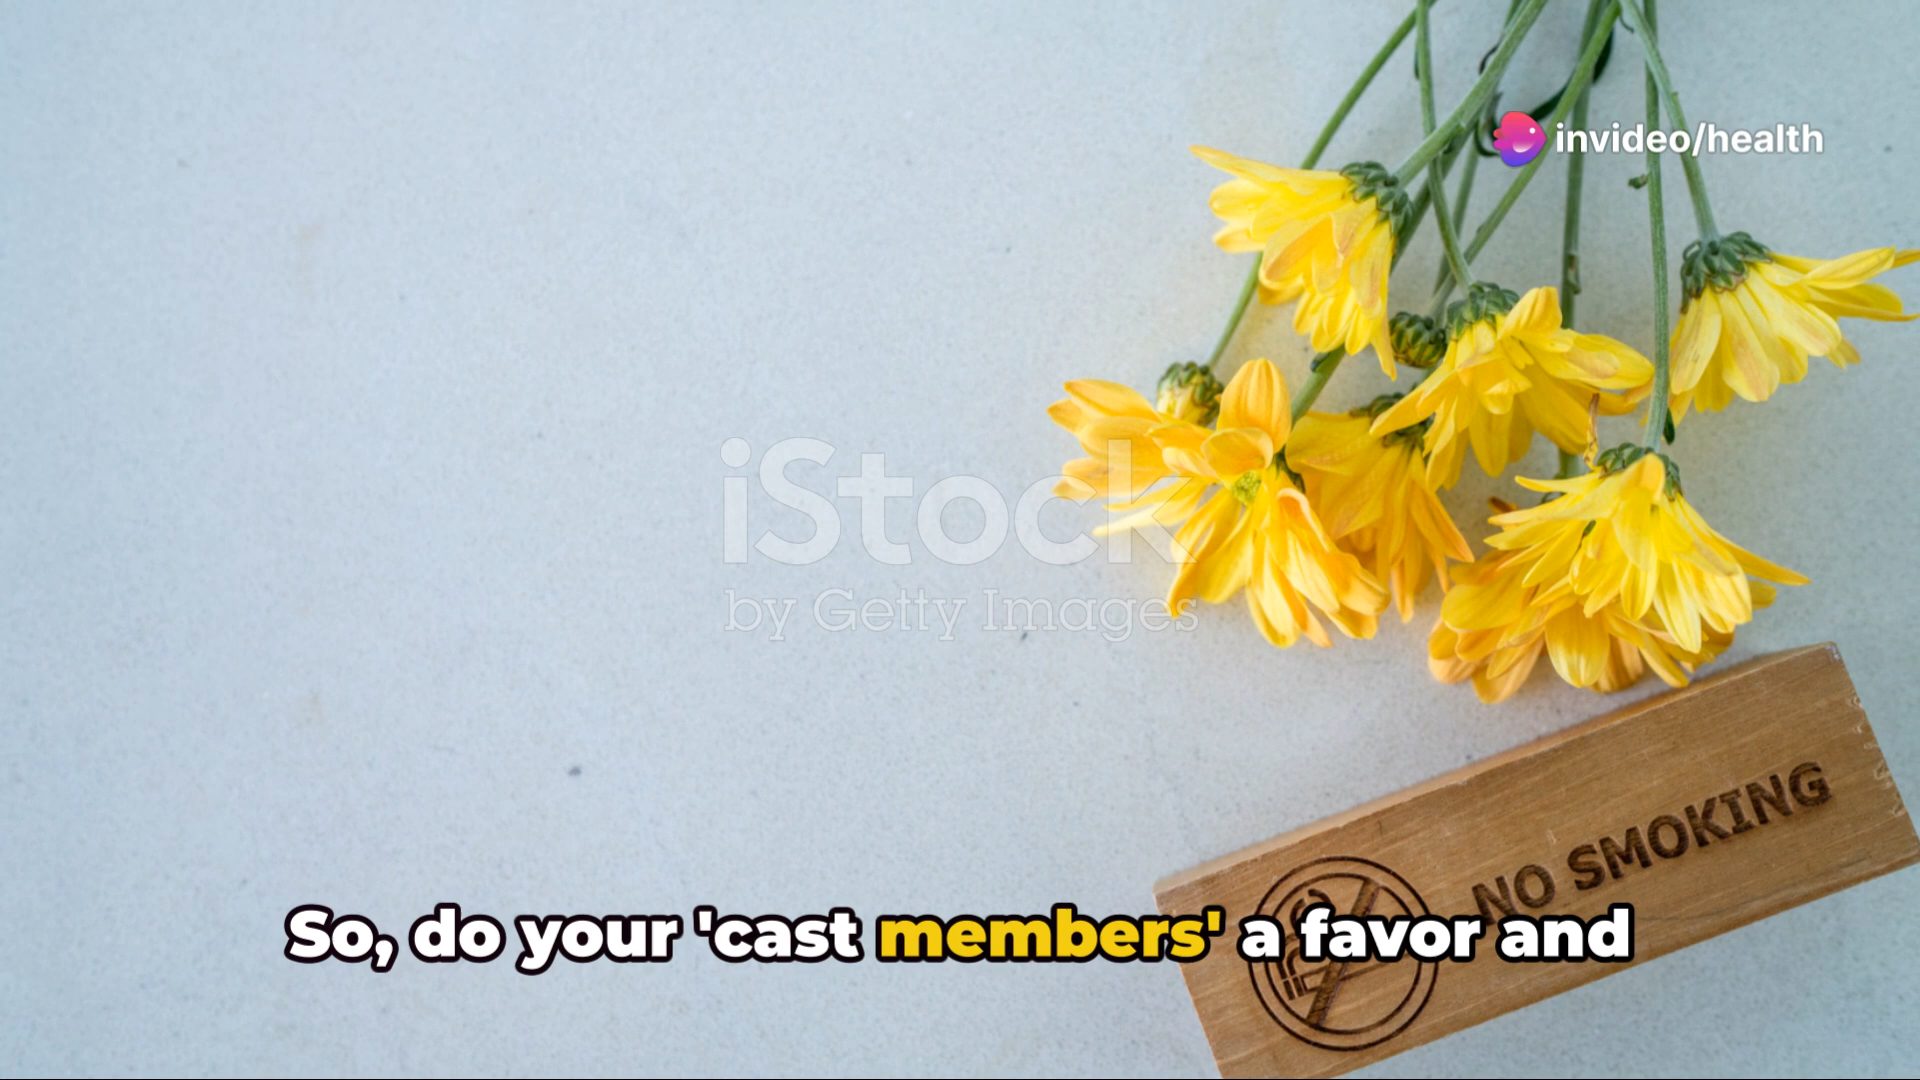 invideo/health
iStock
by Getty Images
NO SMOKING
So, do your 'cast members' a favor and